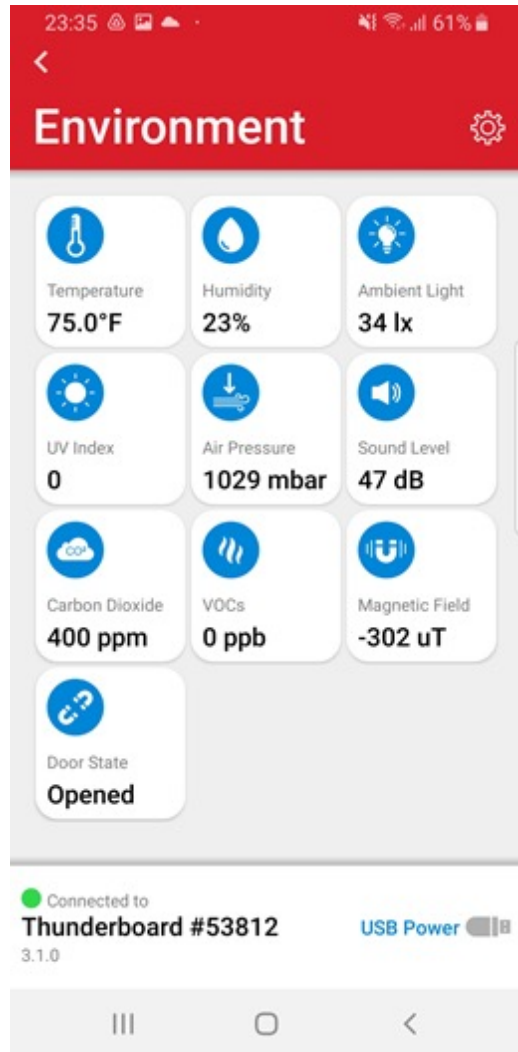 23:35 61%
Environment
Temperature
75.0°F
Humidity
23%
Ambient Light
34 lx
UV Index
0
Air Pressure
1029 mbar
Sound Level
47 dB
Carbon Dioxide
400 ppm
VOCs
0 ppb
Magnetic Field
-302 uT
Door State
Opened
Connected to
Thunderboard #53812
3.1.0
USB Power